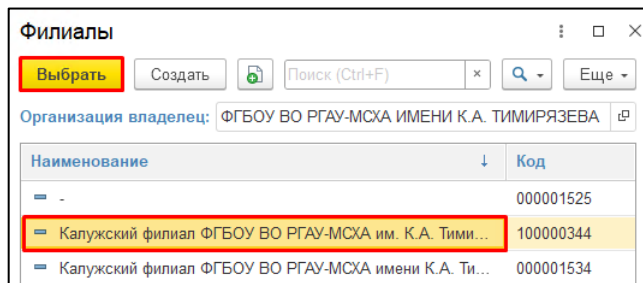 Филиалы
Выбрать Создать Поиск (Ctrl+F) × Еще
Организация владелец: ФГБОУ ВО РГАУ-МСХА ИМЕНИ К.А. ТИМИРЯЗЕВА
Наименование ↓ Код
- 000001525
Калужский филиал ФГБОУ ВО РГАУ-МСХА им. К.А. Тими... 100000344
Калужский филиал ФГБОУ ВО РГАУ-МСХА имени К.А. Ти... 000001534